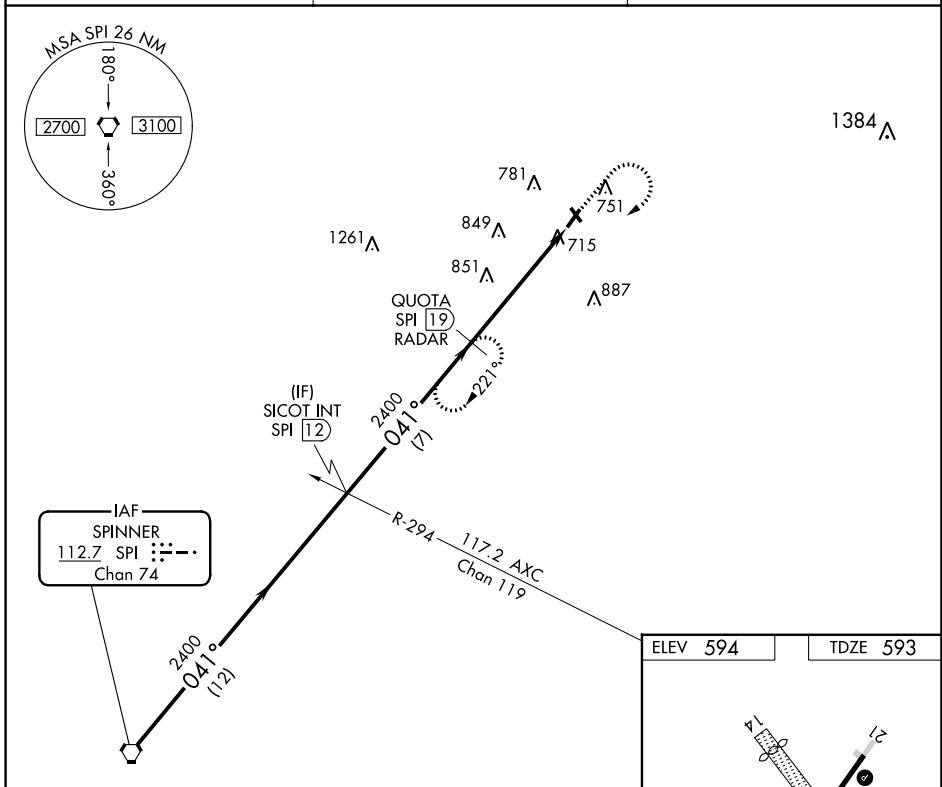 MSA SPI 26 NM
180°
2700
3100
360°
1384
781
751
849
1261
715
851
887
QUOTA
SPI 19
RADAR
221°
(IF)
SICOT INT
SPI 12
2400
041°
(7)
IAF
SPINNER
112.7 SPI
Chan 74
R-294
117.2 AXC
Chan 119
2400
041°
(12)
ELEV 594
TDZE 593
14
21
P